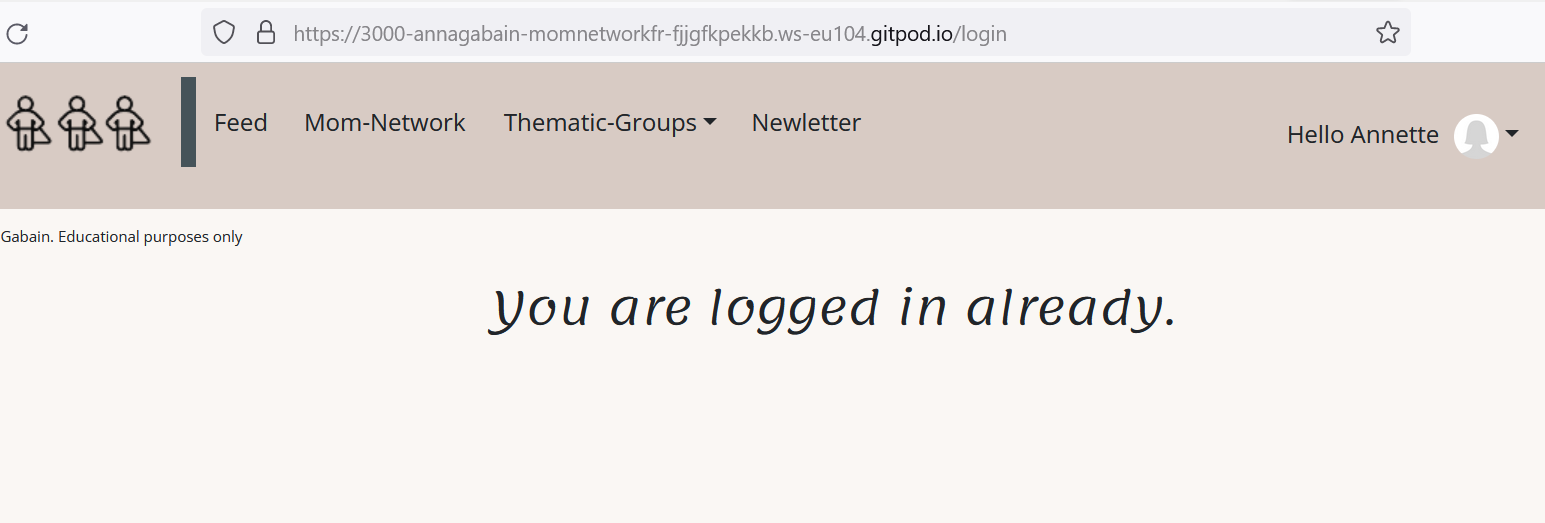 https://3000-annagabain-momnetworkfr-fjjgfkpekkb.ws-eu104.gitpod.io/login
Feed Mom-Network Thematic-Groups Newletter Hello Annette
Gabain. Educational purposes only
You are logged in already.